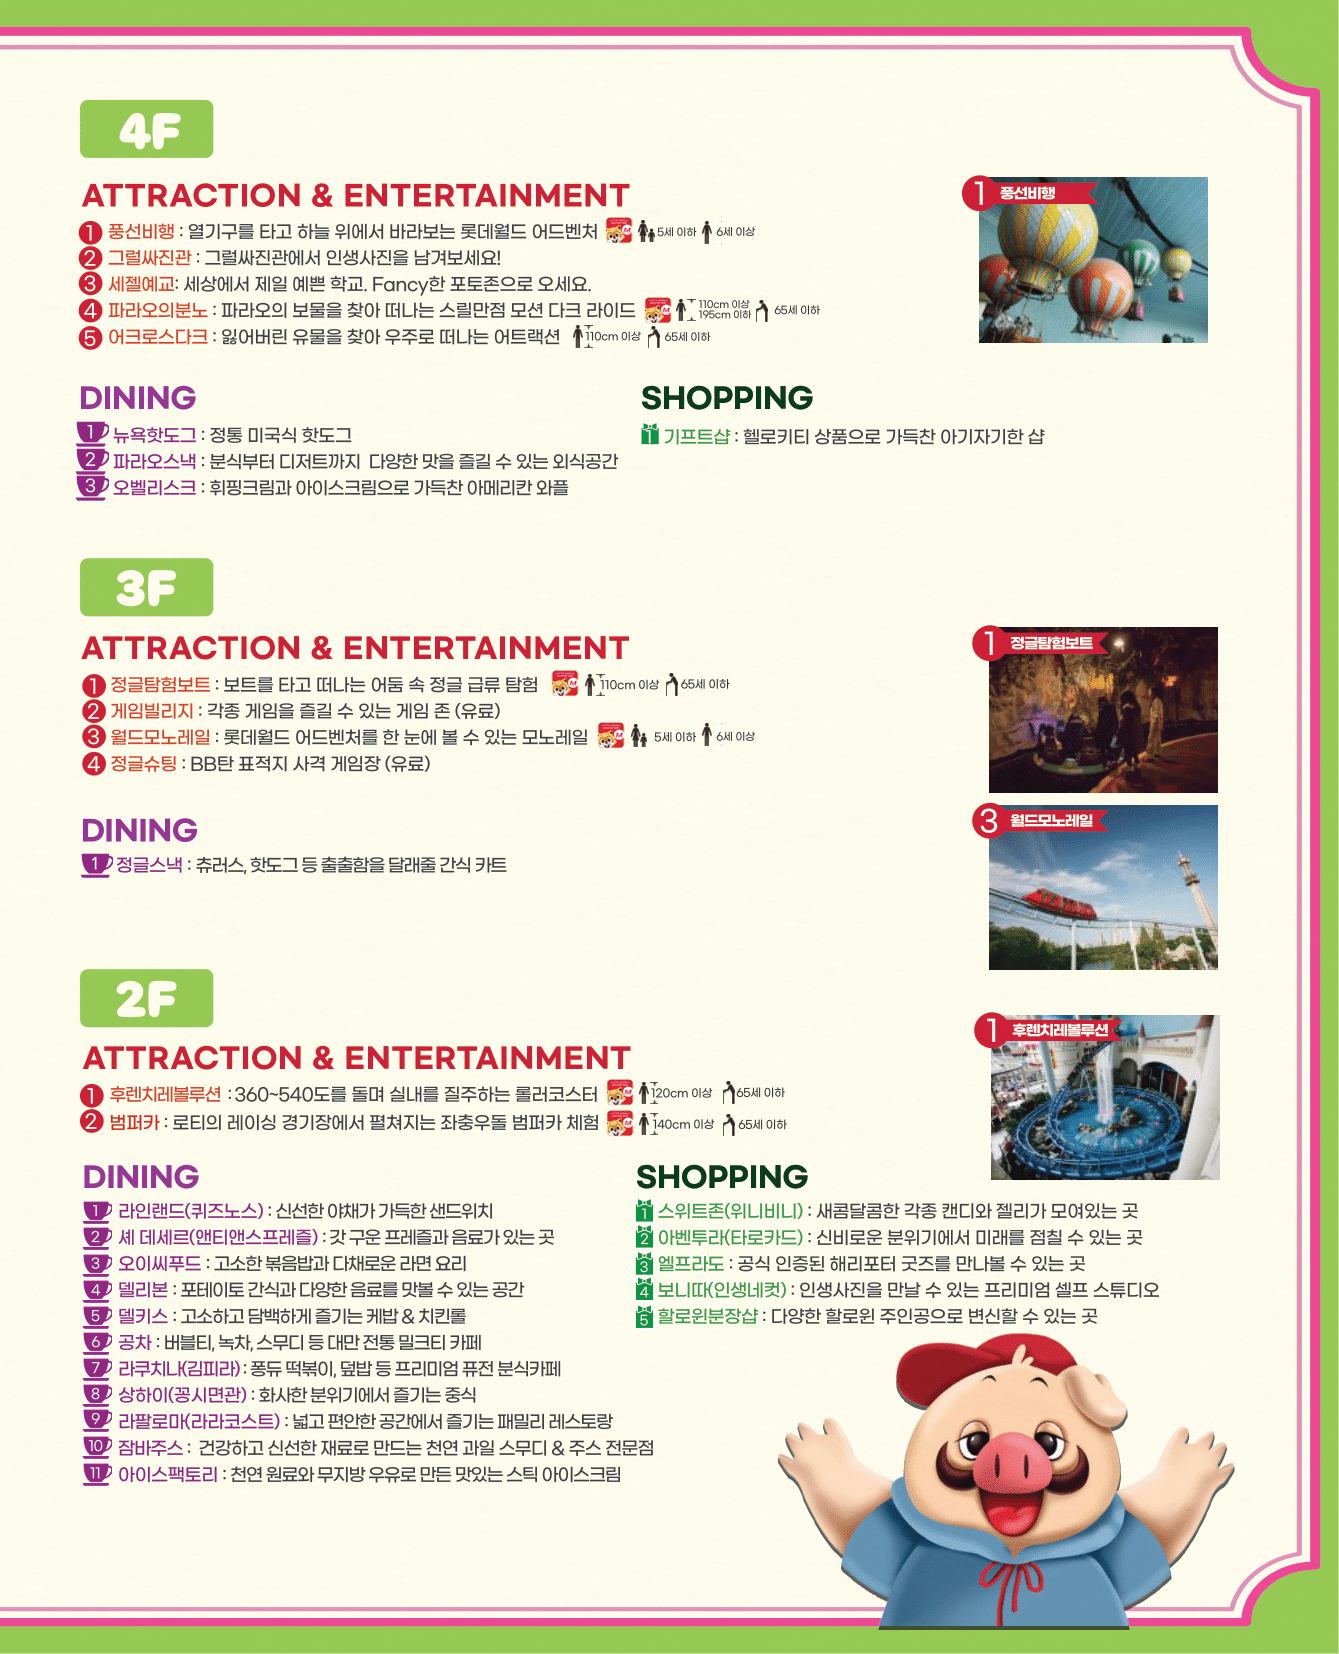 4F
ATTRACTION & ENTERTAINMENT
1 풍선비행 : 열기구를 타고 하늘 위에서 바라보는 롯데월드 어드벤처 M 5세 이하 6세 이상
2 그럴싸진관 : 그럴싸진관에서 인생사진을 남겨보세요!
3 세젤예교: 세상에서 제일 예쁜 학교. Fancy한 포토존으로 오세요.
4 파라오의분노 : 파라오의 보물을 찾아 떠나는 스릴만점 모션 다크 라이드 M 110cm 이상 195cm 이하 65세 이하
5 어크로스다크 : 잃어버린 유물을 찾아 우주로 떠나는 어트랙션 110cm 이상 65세 이하
1 풍선비행
DINING
1 뉴욕핫도그 : 정통 미국식 핫도그
2 파라오스낵 : 분식부터 디저트까지 다양한 맛을 즐길 수 있는 외식공간
3 오벨리스크 : 휘핑크림과 아이스크림으로 가득찬 아메리칸 와플
SHOPPING
1 기프트샵 : 헬로키티 상품으로 가득찬 아기자기한 샵
3F
ATTRACTION & ENTERTAINMENT
1 정글탐험보트 : 보트를 타고 떠나는 어둠 속 정글 급류 탐험 M 110cm 이상 65세 이하
2 게임빌리지 : 각종 게임을 즐길 수 있는 게임 존 (유료)
3 월드모노레일 : 롯데월드 어드벤처를 한 눈에 볼 수 있는 모노레일 M 5세 이하 6세 이상
4 정글슈팅 : BB탄 표적지 사격 게임장 (유료)
1 정글탐험보트
3 월드모노레일
DINING
1 정글스낵 : 츄러스, 핫도그 등 출출함을 달래줄 간식 카트
2F
ATTRACTION & ENTERTAINMENT
1 후렌치레볼루션 : 360~540도를 돌며 실내를 질주하는 롤러코스터 M 120cm 이상 65세 이하
2 범퍼카 : 로티의 레이싱 경기장에서 펼쳐지는 좌충우돌 범퍼카 체험 M 140cm 이상 65세 이하
1 후렌치레볼루션
DINING
1 라인랜드(퀴즈노스) : 신선한 야채가 가득한 샌드위치
2 셰 데세르(앤티앤스프레즐) : 갓 구운 프레즐과 음료가 있는 곳
3 오이씨푸드 : 고소한 볶음밥과 다채로운 라면 요리
4 델리본 : 포테이토 간식과 다양한 음료를 맛볼 수 있는 공간
5 델키스 : 고소하고 담백하게 즐기는 케밥 & 치킨롤
6 공차 : 버블티, 녹차, 스무디 등 대만 전통 밀크티 카페
7 라쿠치나(김피라) : 퐁듀 떡볶이, 덮밥 등 프리미엄 퓨전 분식카페
8 상하이(꽁시면관) : 화사한 분위기에서 즐기는 중식
9 라팔로마(라라코스트) : 넓고 편안한 공간에서 즐기는 패밀리 레스토랑
10 잠바주스 : 건강하고 신선한 재료로 만드는 천연 과일 스무디 & 주스 전문점
11 아이스팩토리 : 천연 원료와 무지방 우유로 만든 맛있는 스틱 아이스크림
SHOPPING
1 스위트존(위니비니) : 새콤달콤한 각종 캔디와 젤리가 모여있는 곳
2 아벤투라(타로카드) : 신비로운 분위기에서 미래를 점칠 수 있는 곳
3 엘프라도 : 공식 인증된 해리포터 굿즈를 만나볼 수 있는 곳
4 보니따(인생네컷) : 인생사진을 만날 수 있는 프리미엄 셀프 스튜디오
5 할로윈분장샵 : 다양한 할로윈 주인공으로 변신할 수 있는 곳